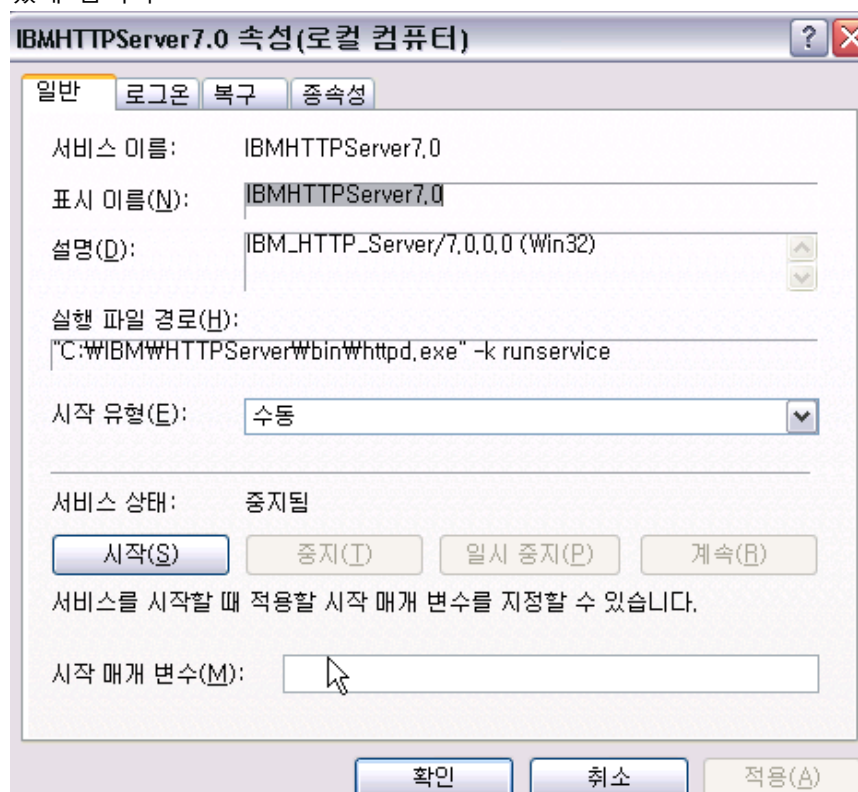 IBMHTTPServer7.0 속성(로컬 컴퓨터)
일반 로그온 복구 종속성
서비스 이름: IBMHTTPServer7.0
표시 이름(N): IBMHTTPServer7.0
설명(D): IBM_HTTP_Server/7.0.0.0 (Win32)
실행 파일 경로(H):
"C:₩IBM₩HTTPServer₩bin₩httpd.exe" -k runservice
시작 유형(E): 수동
서비스 상태: 중지됨
시작(S) 중지(T) 일시 중지(P) 계속(R)
서비스를 시작할 때 적용할 시작 매개 변수를 지정할 수 있습니다.
시작 매개 변수(M):
확인 취소 적용(A)